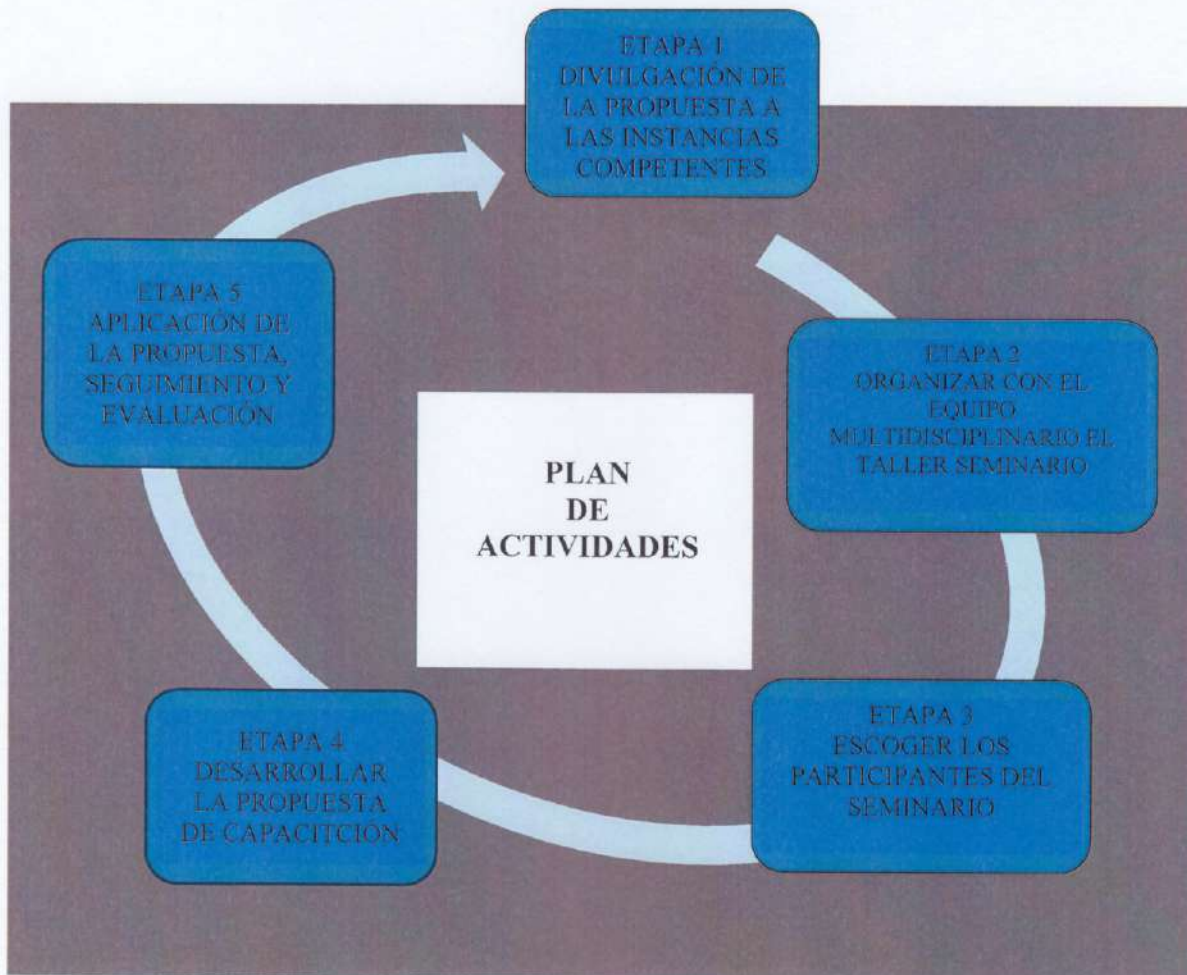 ETAPA 1
DIVULGACIÓN DE
LA PROPUESTA A
LAS INSTANCIAS
COMPETENTES
ETAPA 2
ORGANIZAR CON EL
EQUIPO
MULTIDISCIPLINARIO EL
TALLER SEMINARIO
ETAPA 3
ESCOGER LOS
PARTICIPANTES DEL
SEMINARIO
ETAPA 4
DESARROLLAR
LA PROPUESTA
DE CAPACITCIÓN
ETAPA 5
APLICACIÓN DE
LA PROPUESTA,
SEGUIMIENTO Y
EVALUACIÓN
PLAN
DE
ACTIVIDADES